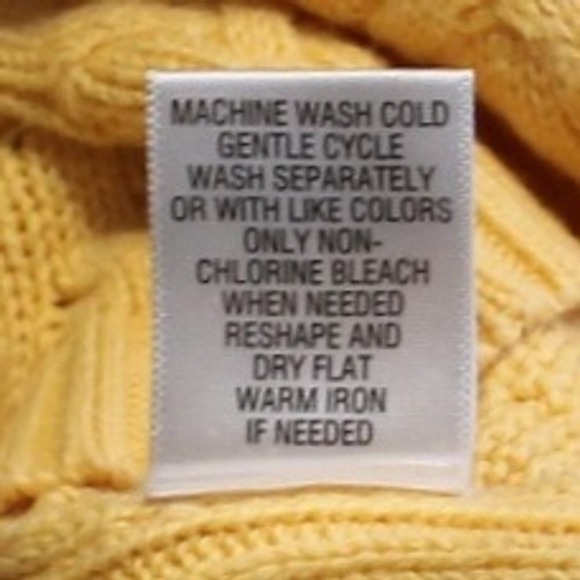 MACHINE WASH COLD
GENTLE CYCLE
WASH SEPARATELY
OR WITH LIKE COLORS
ONLY NON-
CHLORINE BLEACH
WHEN NEEDED
RESHAPE AND
DRY FLAT
WARM IRON
IF NEEDED